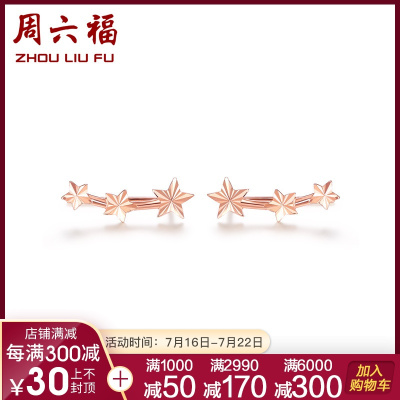 周六福
ZHOU LIU FU
活动时间：7月16日-7月22日
店铺满减
每满300减
¥30上不封顶
+
满1000减50
满2990减170
满6000减300
加入购物车